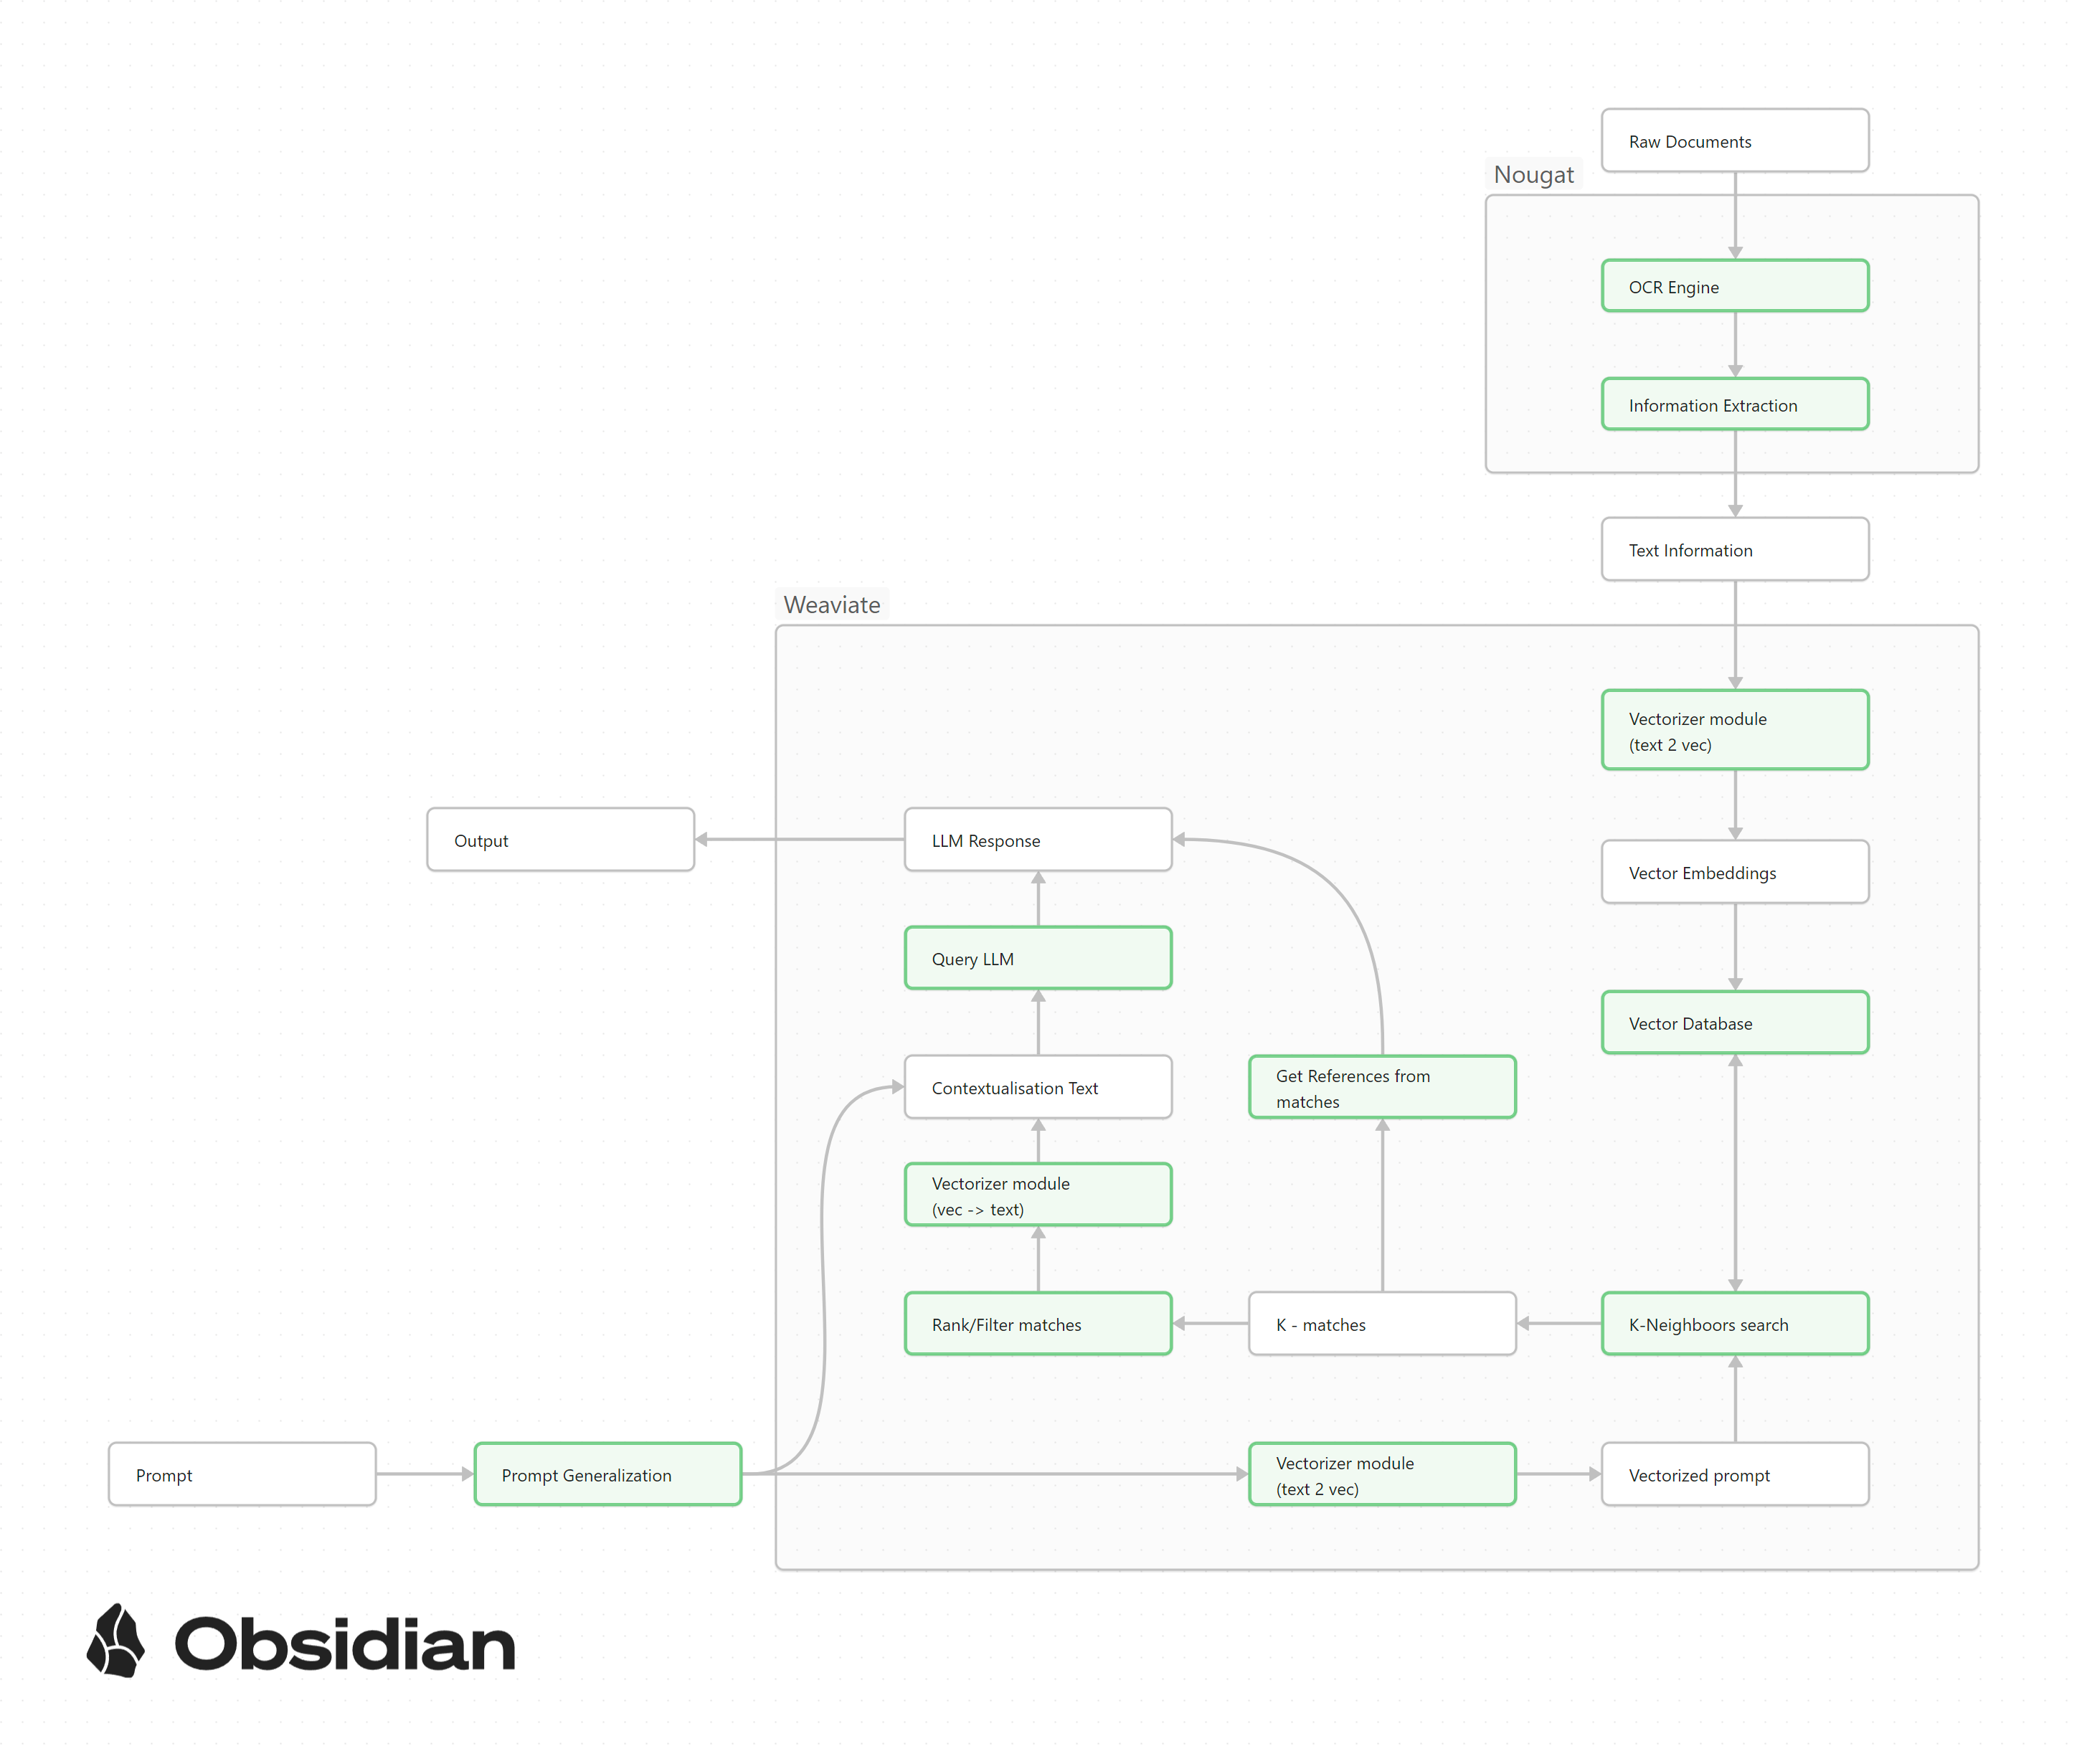 Raw Documents
Nougat
OCR Engine
Information Extraction
Text Information
Weaviate
Vectorizer module
(text 2 vec)
Output
LLM Response
Vector Embeddings
Query LLM
Vector Database
Contextualisation Text
Get References from
matches
Vectorizer module
(vec -> text)
Rank/Filter matches
K - matches
K-Neighboors search
Prompt
Prompt Generalization
Vectorizer module
(text 2 vec)
Vectorized prompt
Obsidian